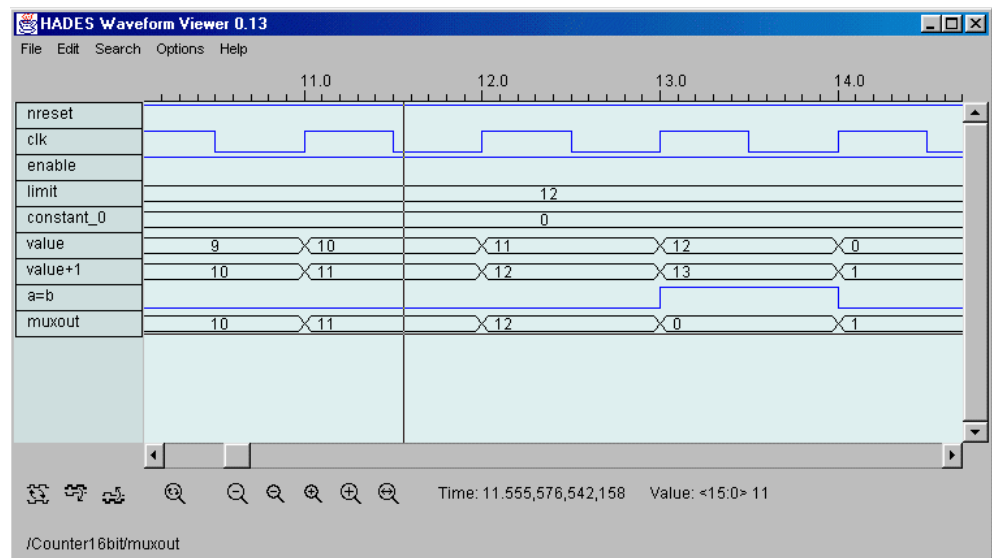 HADES Waveform Viewer 0.13
File Edit Search Options Help
11.0 12.0 13.0 14.0
nreset
clk
enable
limit 12
constant_0 0
value 9 10 11 12 0
value+1 10 11 12 13 1
a=b
muxout 10 11 12 0 1
Time: 11.555,576,542,158 Value: <15:0> 11
/Counter16bit/muxout